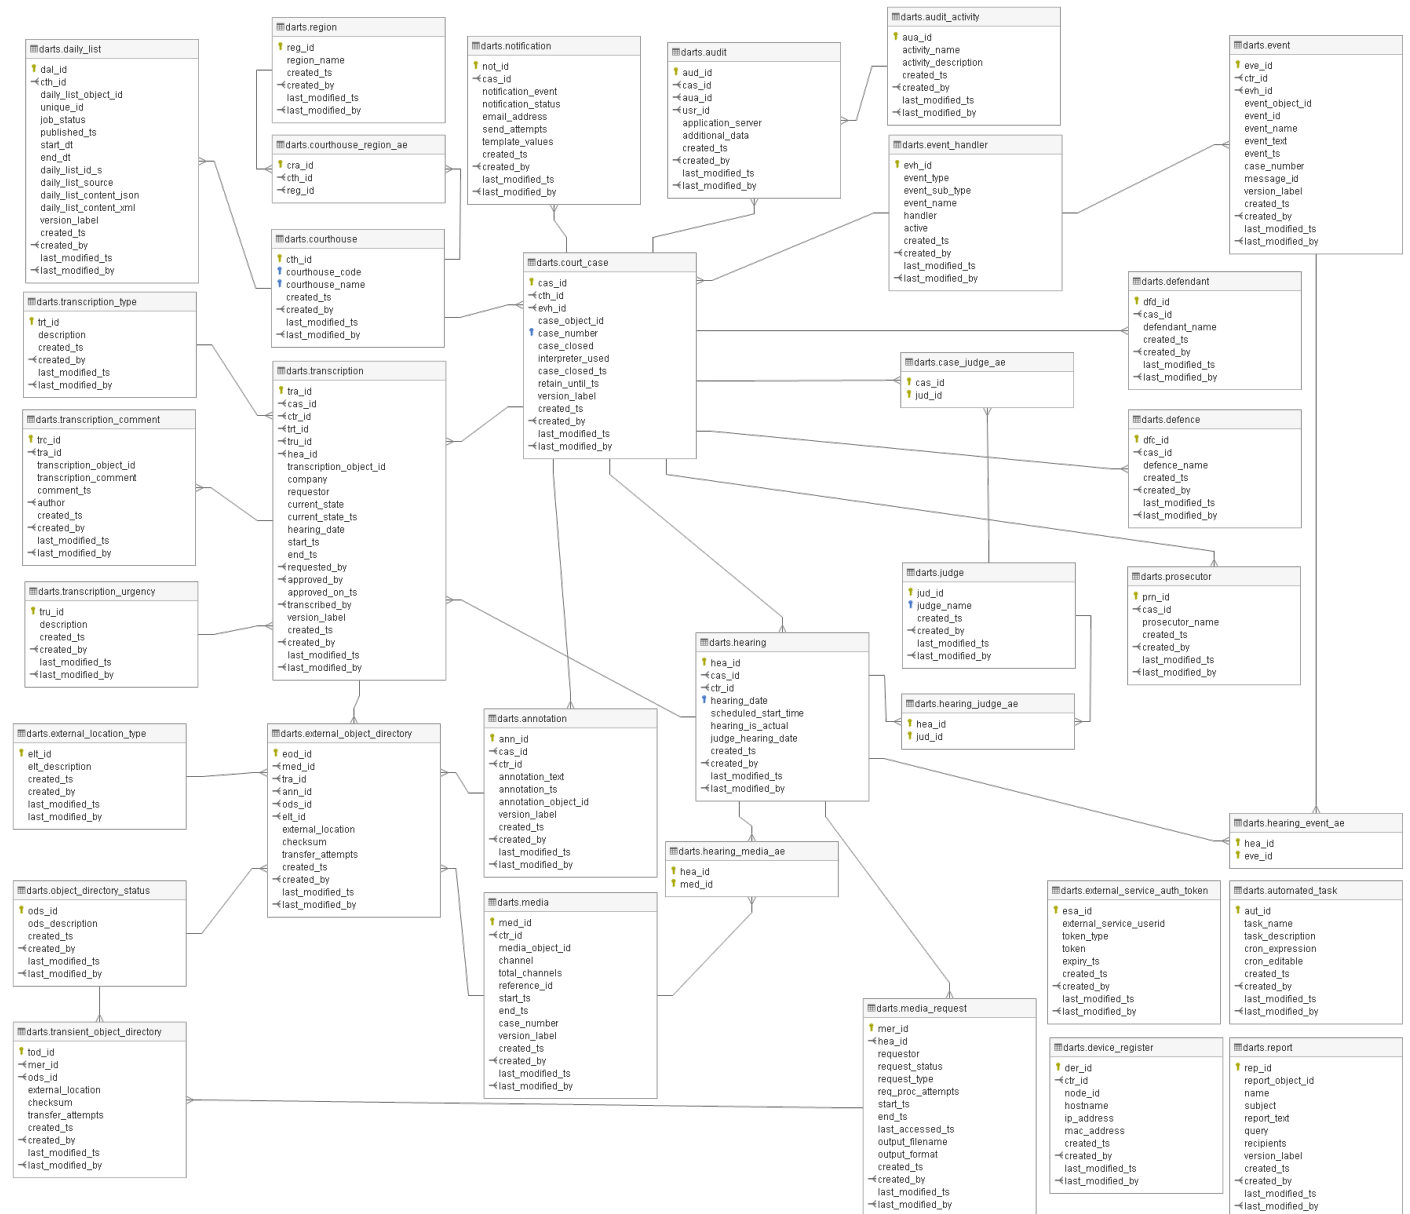 darts.daily_list
dal_id
cth_id
daily_list_object_id
unique_id
job_status
published_ts
start_dt
end_dt
daily_list_id_s
daily_list_source
daily_list_content_json
daily_list_content_xml
version_label
created_ts
created_by
last_modified_ts
last_modified_by
darts.region
reg_id
region_name
created_ts
created_by
last_modified_ts
last_modified_by
darts.courthouse_region_ae
cra_id
cth_id
reg_id
darts.courthouse
cth_id
courthouse_code
courthouse_name
created_ts
created_by
last_modified_ts
last_modified_by
darts.notification
not_id
cas_id
notification_event
notification_status
email_address
send_attempts
template_values
created_ts
created_by
last_modified_ts
last_modified_by
darts.audit
aud_id
cas_id
aua_id
usr_id
application_server
additional_data
created_ts
created_by
last_modified_ts
last_modified_by
darts.audit_activity
aua_id
activity_name
activity_description
created_ts
created_by
last_modified_ts
last_modified_by
darts.event_handler
evh_id
event_type
event_sub_type
event_name
handler
active
created_ts
created_by
last_modified_ts
last_modified_by
darts.event
eve_id
ctr_id
evh_id
event_object_id
event_id
event_name
event_text
event_ts
case_number
message_id
version_label
created_ts
created_by
last_modified_ts
last_modified_by
darts.court_case
cas_id
cth_id
evh_id
case_object_id
case_number
case_closed
interpreter_used
case_closed_ts
retain_until_ts
version_label
created_ts
created_by
last_modified_ts
last_modified_by
darts.transcription_type
trt_id
description
created_ts
created_by
last_modified_ts
last_modified_by
darts.transcription_comment
trc_id
tra_id
transcription_object_id
transcription_comment
comment_ts
author
created_ts
created_by
last_modified_ts
last_modified_by
darts.transcription_urgency
tru_id
description
created_ts
created_by
last_modified_ts
last_modified_by
darts.transcription
tra_id
cas_id
ctr_id
trt_id
tru_id
hea_id
transcription_object_id
company
requestor
current_state
current_state_ts
hearing_date
start_ts
end_ts
requested_by
approved_by
approved_on_ts
transcribed_by
version_label
created_ts
created_by
last_modified_ts
last_modified_by
darts.defendant
dfd_id
cas_id
defendant_name
created_ts
created_by
last_modified_ts
last_modified_by
darts.case_judge_ae
cas_id
jud_id
darts.defence
dfc_id
cas_id
defence_name
created_ts
created_by
last_modified_ts
last_modified_by
darts.judge
jud_id
judge_name
created_ts
created_by
last_modified_ts
last_modified_by
darts.prosecutor
prn_id
cas_id
prosecutor_name
created_ts
created_by
last_modified_ts
last_modified_by
darts.hearing
hea_id
cas_id
ctr_id
hearing_date
scheduled_start_time
hearing_is_actual
judge_hearing_date
created_ts
created_by
last_modified_ts
last_modified_by
darts.hearing_judge_ae
hea_id
jud_id
darts.external_location_type
elt_id
elt_description
created_ts
created_by
last_modified_ts
last_modified_by
darts.external_object_directory
eod_id
med_id
tra_id
ann_id
ods_id
elt_id
external_location
checksum
transfer_attempts
created_ts
created_by
last_modified_ts
last_modified_by
darts.annotation
ann_id
cas_id
ctr_id
annotation_text
annotation_ts
annotation_object_id
version_label
created_ts
created_by
last_modified_ts
last_modified_by
darts.hearing_media_ae
hea_id
med_id
darts.hearing_event_ae
hea_id
eve_id
darts.object_directory_status
ods_id
ods_description
created_ts
created_by
last_modified_ts
last_modified_by
darts.media
med_id
ctr_id
media_object_id
channel
total_channels
reference_id
start_ts
end_ts
case_number
version_label
created_ts
created_by
last_modified_ts
last_modified_by
darts.external_service_auth_token
esa_id
external_service_userid
token_type
token
expiry_ts
created_ts
created_by
last_modified_ts
last_modified_by
darts.automated_task
aut_id
task_name
task_description
cron_expression
cron_editable
created_ts
created_by
last_modified_ts
last_modified_by
darts.transient_object_directory
tod_id
mer_id
ods_id
external_location
checksum
transfer_attempts
created_ts
created_by
last_modified_ts
last_modified_by
darts.media_request
mer_id
hea_id
requestor
request_status
request_type
req_proc_attempts
start_ts
end_ts
last_accessed_ts
output_filename
output_format
created_ts
created_by
last_modified_ts
last_modified_by
darts.device_register
der_id
ctr_id
node_id
hostname
ip_address
mac_address
created_ts
created_by
last_modified_ts
last_modified_by
darts.report
rep_id
report_object_id
name
subject
report_text
query
recipients
version_label
created_ts
created_by
last_modified_ts
last_modified_by